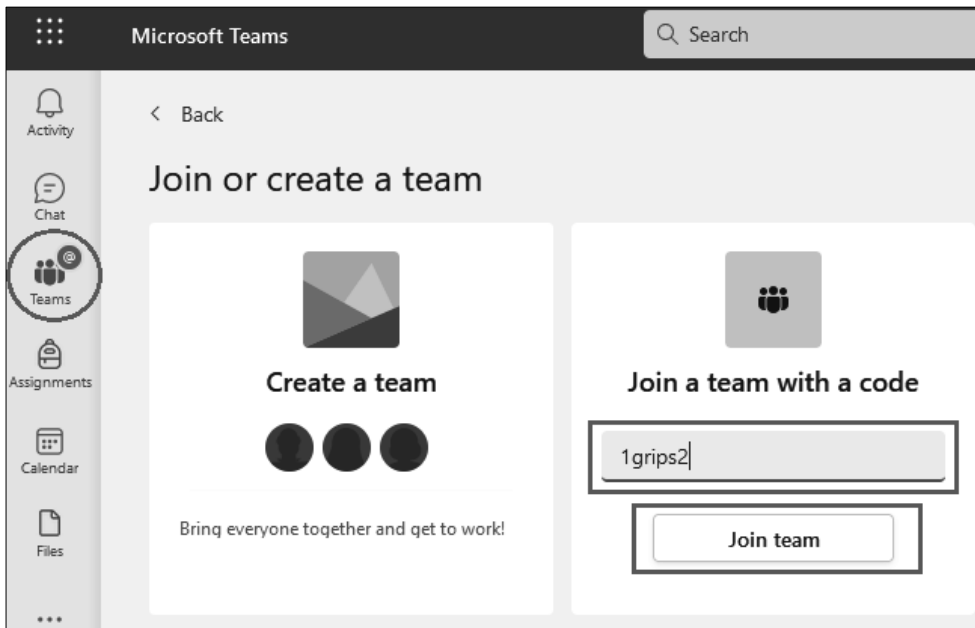 Microsoft Teams
Search
Activity
Chat
@
Teams
Assignments
Calendar
Files
Back
Join or create a team
Create a team
Bring everyone together and get to work!
Join a team with a code
1grips2
Join team